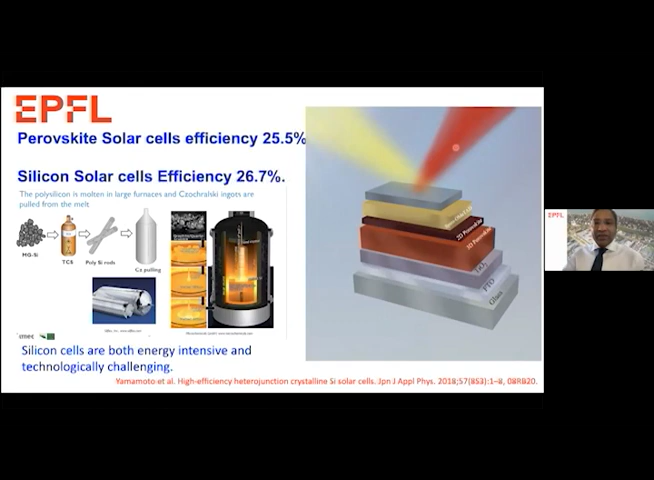 EPFL
Perovskite Solar cells efficiency 25.5%
Silicon Solar cells Efficiency 26.7%.
The polysilicon is molten in large furnaces and Czochralski ingots are
pulled from the melt
MG-Si
TCS
Poly Si rods
Cz pulling
imec
Silicon cells are both energy intensive and
technologically challenging.
Yamamoto et al. High-efficiency heterojunction crystalline Si solar cells. Jpn J Appl Phys. 2018;57(8S3):1–8, 08RB20.
2D Perovskite
3D Perovskite
TiO2
FTO
Glass
EPFL